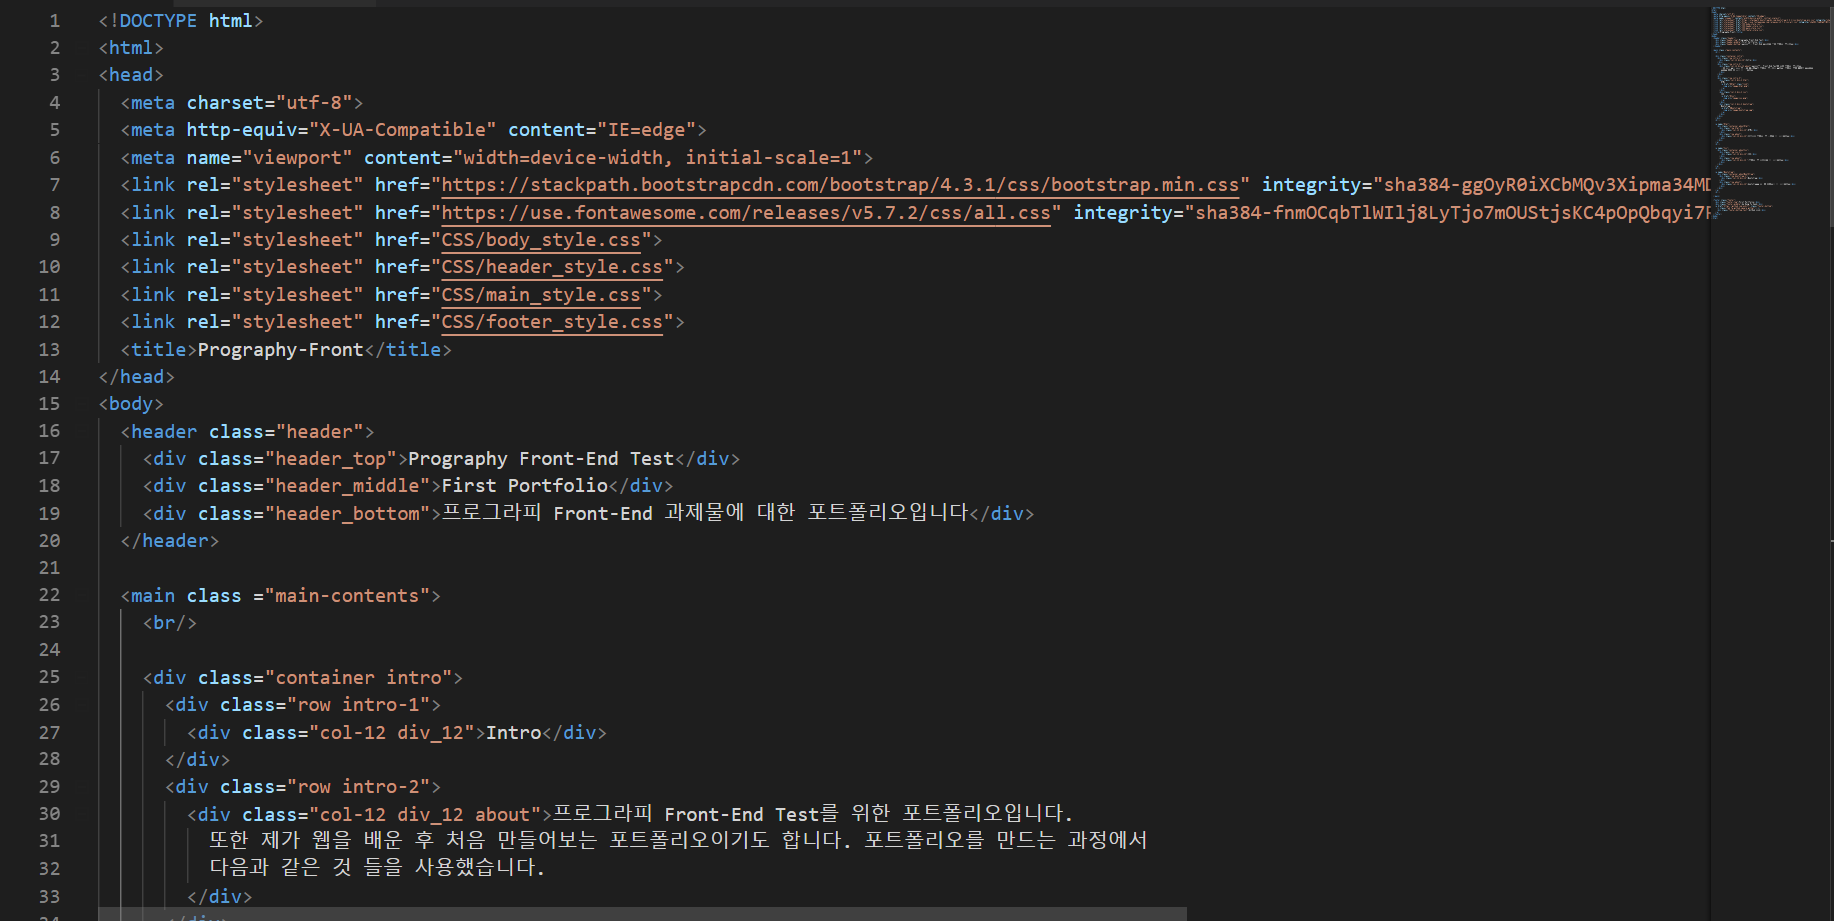 1 <!DOCTYPE html>
2 <html>
3 <head>
4 <meta charset="utf-8">
5 <meta http-equiv="X-UA-Compatible" content="IE=edge">
6 <meta name="viewport" content="width=device-width, initial-scale=1">
7 <link rel="stylesheet" href="https://stackpath.bootstrapcdn.com/bootstrap/4.3.1/css/bootstrap.min.css" integrity="sha384-ggOyR0iXCbMQv3Xipma34MD
8 <link rel="stylesheet" href="https://use.fontawesome.com/releases/v5.7.2/css/all.css" integrity="sha384-fnmOCqbTlWIlj8LyTjo7mOUStjsKC4pOpQbqyi7
9 <link rel="stylesheet" href="CSS/body_style.css">
10 <link rel="stylesheet" href="CSS/header_style.css">
11 <link rel="stylesheet" href="CSS/main_style.css">
12 <link rel="stylesheet" href="CSS/footer_style.css">
13 <title>Prography-Front</title>
14 </head>
15 <body>
16 <header class="header">
17 <div class="header_top">Prography Front-End Test</div>
18 <div class="header_middle">First Portfolio</div>
19 <div class="header_bottom">프로그라피 Front-End 과제물에 대한 포트폴리오입니다</div>
20 </header>
21
22 <main class ="main-contents">
23 <br/>
24
25 <div class="container intro">
26 <div class="row intro-1">
27 <div class="col-12 div_12">Intro</div>
28 </div>
29 <div class="row intro-2">
30 <div class="col-12 div_12 about">프로그라피 Front-End Test를 위한 포트폴리오입니다.
31 또한 제가 웹을 배운 후 처음 만들어보는 포트폴리오이기도 합니다. 포트폴리오를 만드는 과정에서
32 다음과 같은 것 들을 사용했습니다.
33 </div>